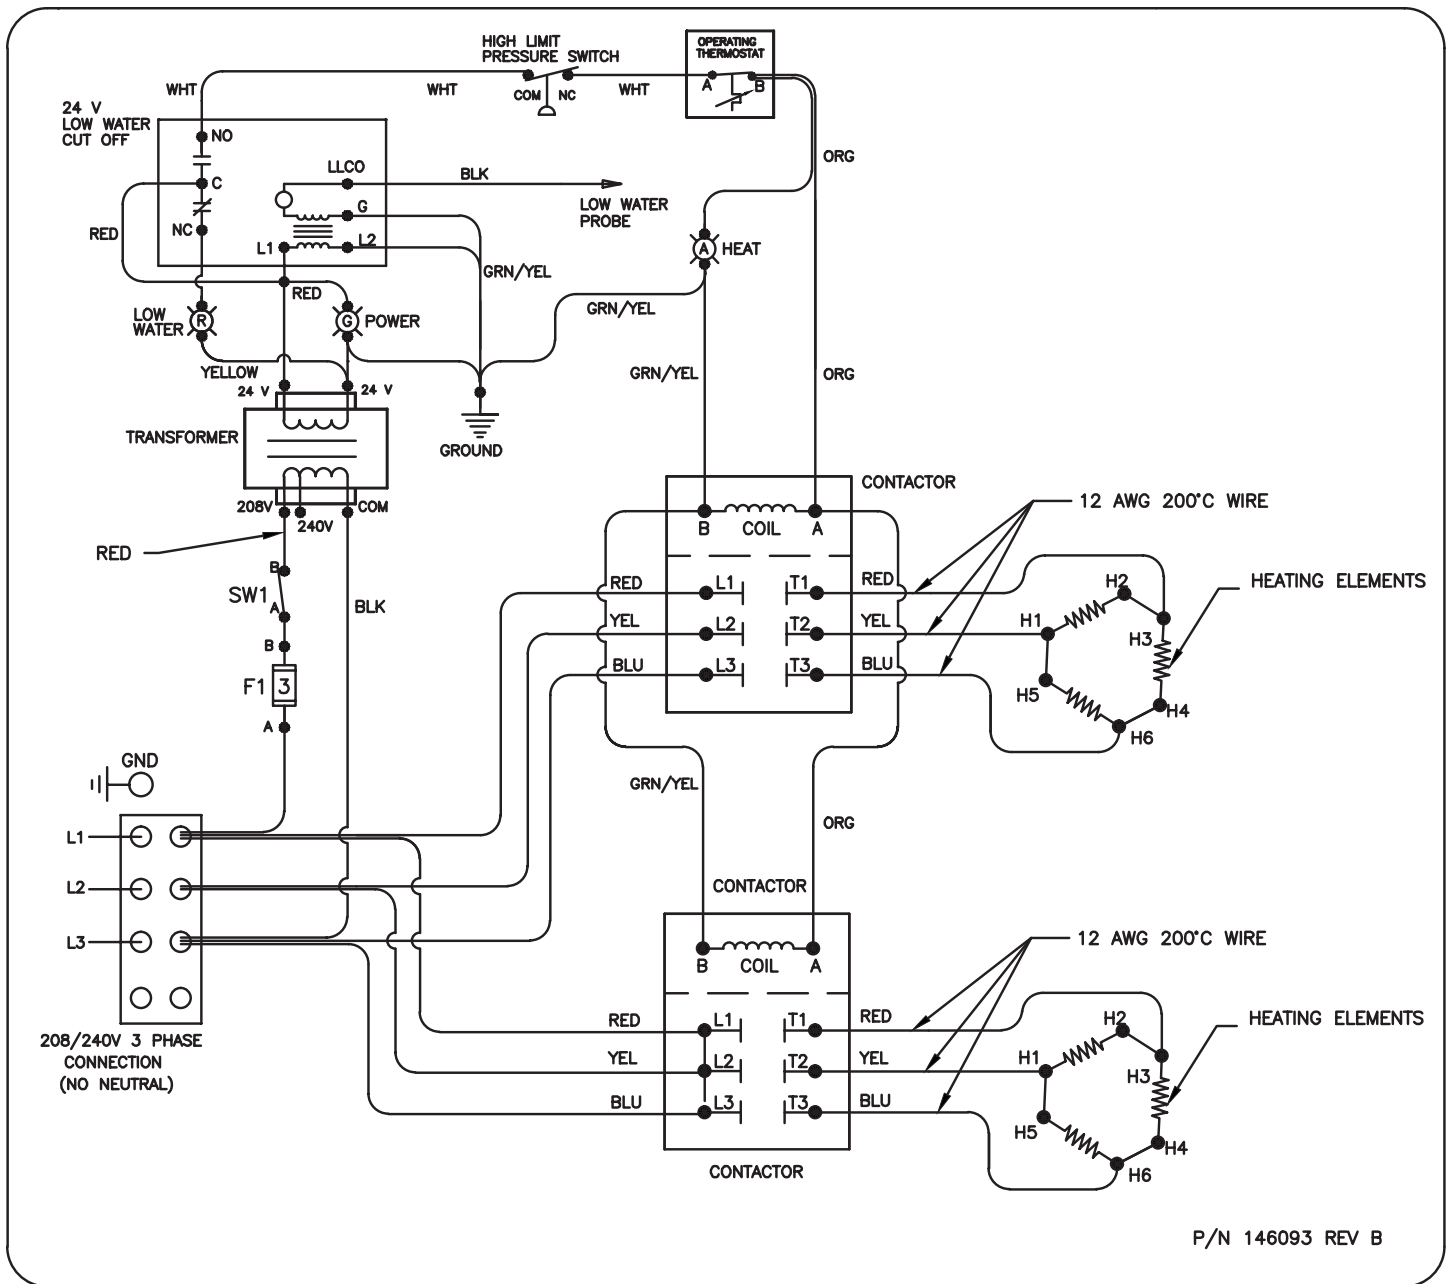 HIGH LIMIT
PRESSURE SWITCH
OPERATING
THERMOSTAT
A
B
WHT
WHT
COM
NC
WHT
24 V
LOW WATER
CUT OFF
NO
LLCO
BLK
ORG
C
LOW WATER
PROBE
G
RED
NC
L1
L2
A
HEAT
GRN/YEL
RED
GRN/YEL
LOW
WATER
R
G
POWER
YELLOW
GRN/YEL
ORG
24 V
24 V
TRANSFORMER
GROUND
CONTACTOR
208V
COM
240V
12 AWG 200°C WIRE
B
COIL
A
RED
B
SW1
A
BLK
RED
L1
T1
RED
H2
HEATING ELEMENTS
YEL
L2
T2
YEL
H1
H3
B
BLU
L3
T3
BLU
F1
3
H5
H4
A
H6
GND
GRN/YEL
ORG
L1
L2
CONTACTOR
L3
12 AWG 200°C WIRE
B
COIL
A
208/240V 3 PHASE
CONNECTION
(NO NEUTRAL)
RED
L1
T1
RED
H2
HEATING ELEMENTS
YEL
L2
T2
YEL
H1
H3
BLU
L3
T3
BLU
H5
H4
H6
CONTACTOR
P/N 146093 REV B